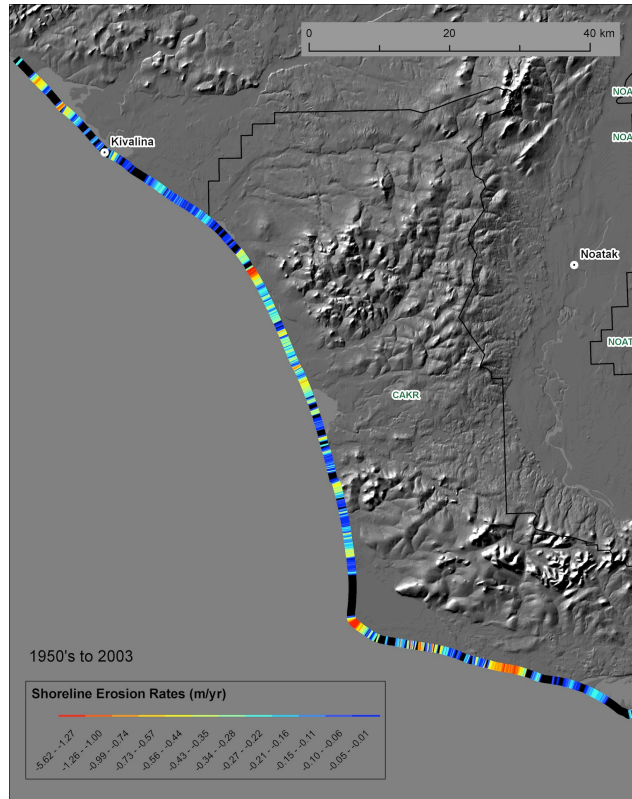 0 20 40 km
NOA
NOA
Kivalina
Noatak
NOAT
CAKR
1950's to 2003
Shoreline Erosion Rates (m/yr)
-5.62 - -1.27
-1.26 - -1.00
-0.99 - -0.74
-0.73 - -0.57
-0.56 - -0.44
-0.43 - -0.35
-0.34 - -0.28
-0.27 - -0.22
-0.21 - -0.16
-0.15 - -0.11
-0.10 - -0.06
-0.05 - -0.01